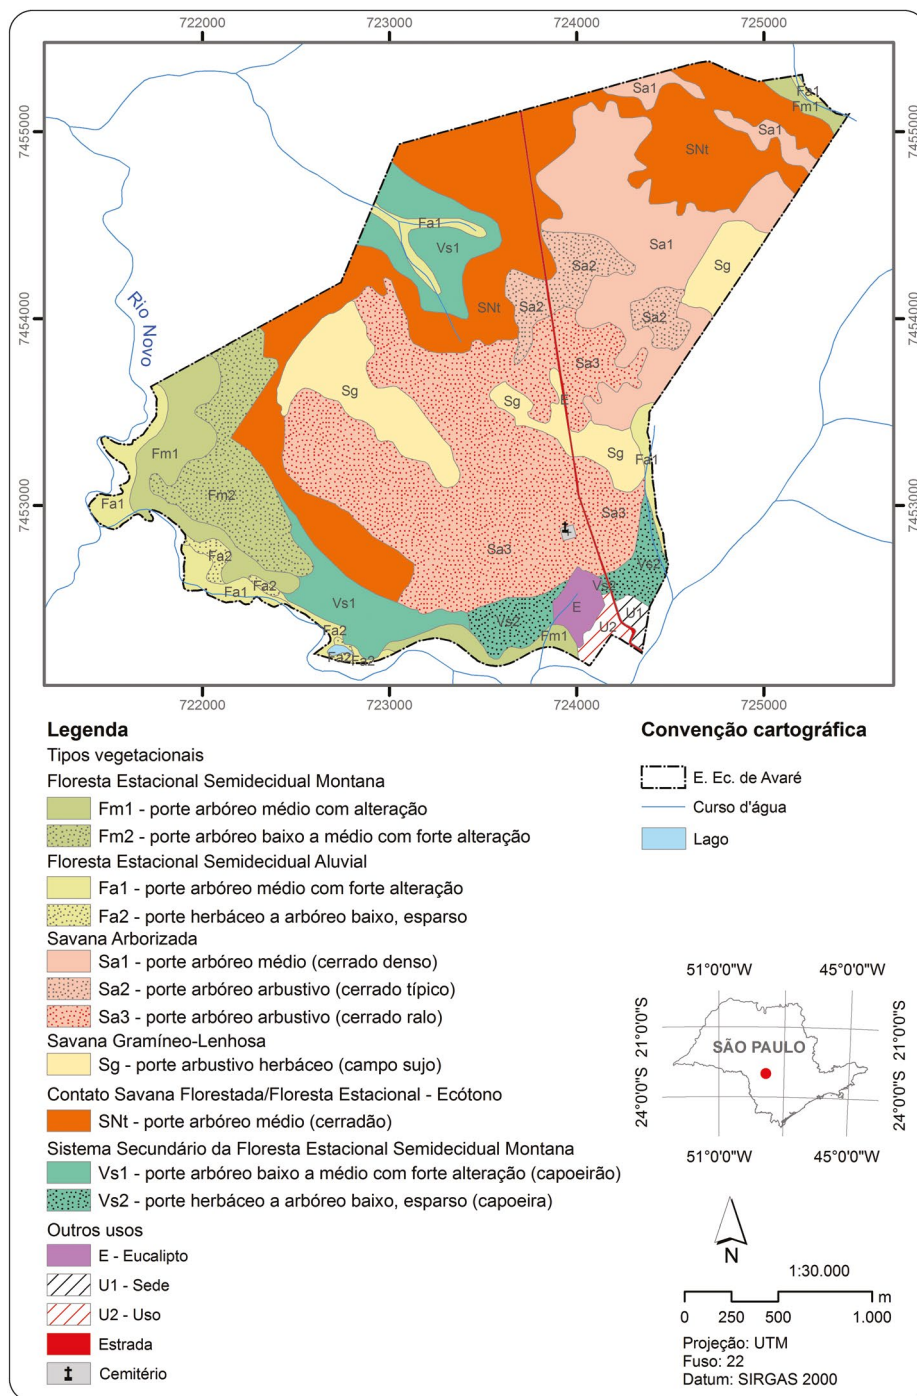 722000 723000 724000 725000
7455000 7455000
7454000 7454000
7453000 7453000
Sa1
Fa1
Fm1
Sa1
SNt
Fa1
Vs1
Sa1
Sa2
Sg
Sa2
SNt
Sa2
Rio Novo
Sa3
Sg
Sg
E
Fm1
Sg
Fa1
Fm2
Fa1
Sa3
Sa3
Fa2
Vs2
Fa2
Fa1
Vs2
Vs1
E
U1
Vs2
U2
Fa2
Fm1
Fa2
Fa2
722000 723000 724000 725000
Legenda
Tipos vegetacionais
Floresta Estacional Semidecidual Montana
Fm1 - porte arbóreo médio com alteração
Fm2 - porte arbóreo baixo a médio com forte alteração
Floresta Estacional Semidecidual Aluvial
Fa1 - porte arbóreo médio com forte alteração
Fa2 - porte herbáceo a arbóreo baixo, esparso
Savana Arborizada
Sa1 - porte arbóreo médio (cerrado denso)
Sa2 - porte arbóreo arbustivo (cerrado típico)
Sa3 - porte arbóreo arbustivo (cerrado ralo)
Savana Gramíneo-Lenhosa
Sg - porte arbustivo herbáceo (campo sujo)
Contato Savana Florestada/Floresta Estacional - Ecótono
SNt - porte arbóreo médio (cerradão)
Sistema Secundário da Floresta Estacional Semidecidual Montana
Vs1 - porte arbóreo baixo a médio com forte alteração (capoeirão)
Vs2 - porte herbáceo a arbóreo baixo, esparso (capoeira)
Outros usos
E - Eucalipto
U1 - Sede
U2 - Uso
Estrada
Cemitério
Convenção cartográfica
E. Ec. de Avaré
Curso d'água
Lago
51°0'0"W 45°0'0"W
21°0'0"S 21°0'0"S
SÃO PAULO
24°0'0"S 24°0'0"S
51°0'0"W 45°0'0"W
N
1:30.000
m
0 250 500 1.000
Projeção: UTM
Fuso: 22
Datum: SIRGAS 2000